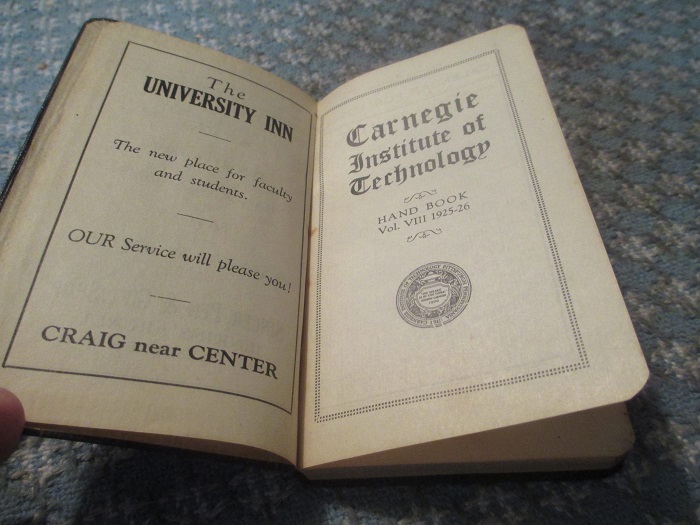 The
UNIVERSITY INN
The new place for faculty
and students.
OUR Service will please you!
CRAIG near CENTER
Carnegie
Institute of
Technology
HAND BOOK
Vol. VIII 1925-26